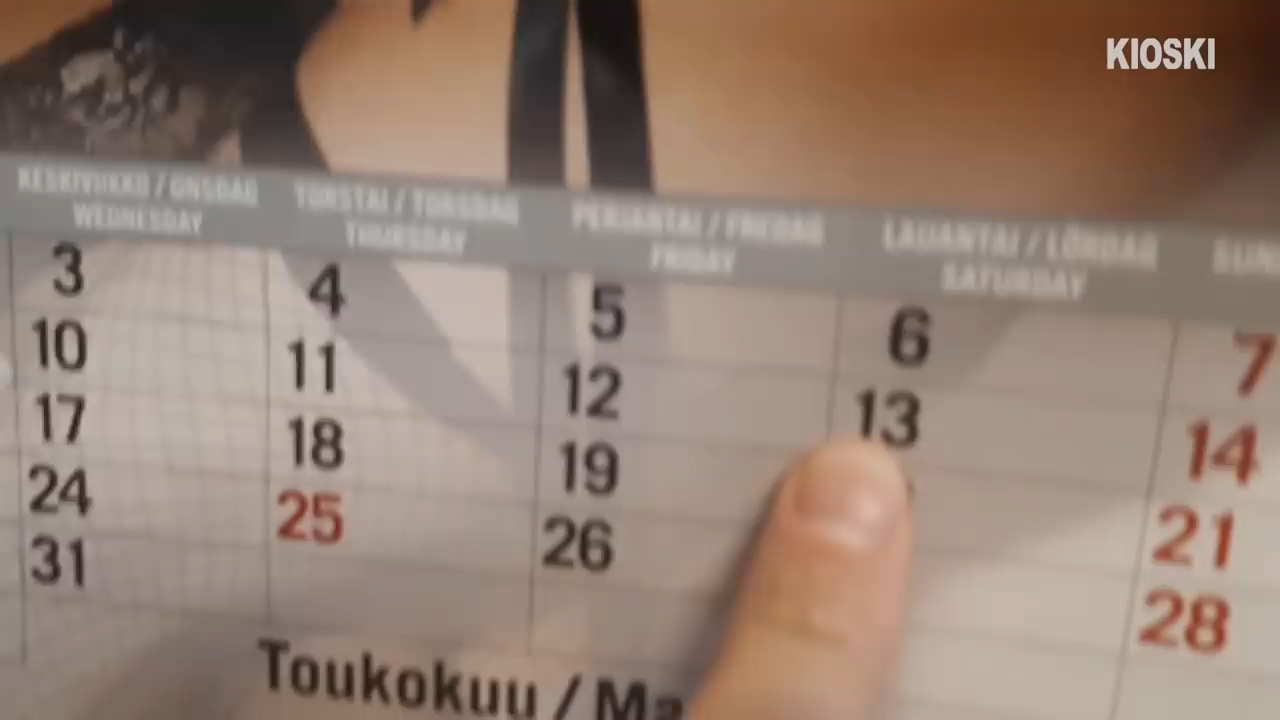 KIOSKI
KESKIVIIKKO / ONSDAG TORSTAI / TORSDAG PERJANTAI / FREDAG LAUANTAI / LÖRDAG
WEDNESDAY THURSDAY FRIDAY SATURDAY
3 4 5 6 7
10 11 12 13 14
17 18 19 21
24 25 26 28
31
Toukokuu / Ma